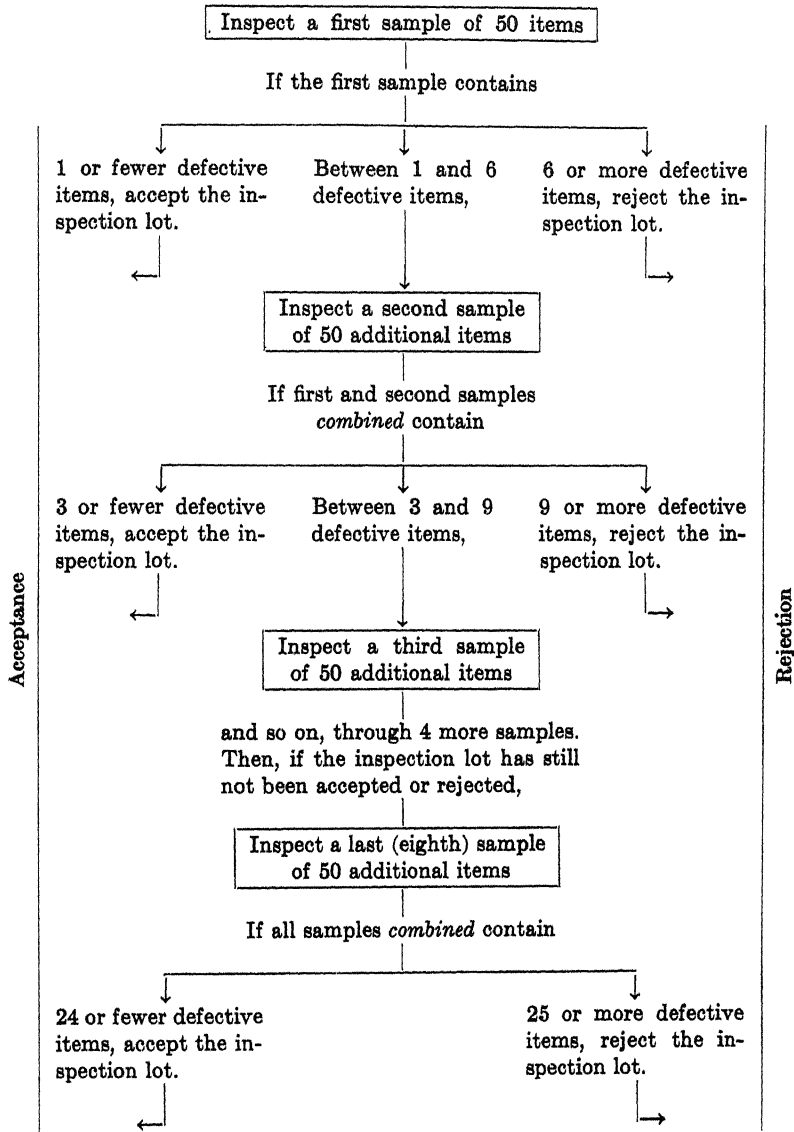 Inspect a first sample of 50 items
If the first sample contains
1 or fewer defective
items, accept the in-
spection lot.
Between 1 and 6
defective items,
6 or more defective
items, reject the in-
spection lot.
Inspect a second sample
of 50 additional items
If first and second samples
combined contain
3 or fewer defective
items, accept the in-
spection lot.
Between 3 and 9
defective items,
9 or more defective
items, reject the in-
spection lot.
Acceptance
Rejection
Inspect a third sample
of 50 additional items
and so on, through 4 more samples.
Then, if the inspection lot has still
not been accepted or rejected,
Inspect a last (eighth) sample
of 50 additional items
If all samples combined contain
24 or fewer defective
items, accept the in-
spection lot.
25 or more defective
items, reject the in-
spection lot.